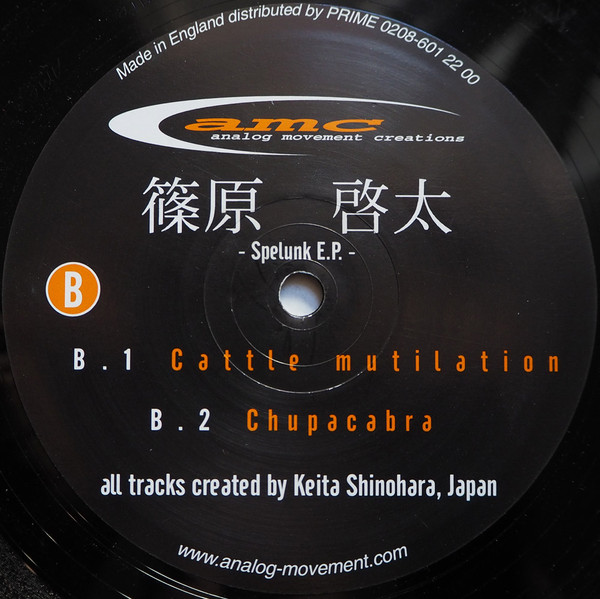 Made in England distributed by PRIME 0208-601 22 00
amc
analog movement creations
篠原 啓太
- Spelunk E.P. -
B
B.1 Cattle mutilation
B.2 Chupacabra
all tracks created by Keita Shinohara, Japan
www.analog-movement.com